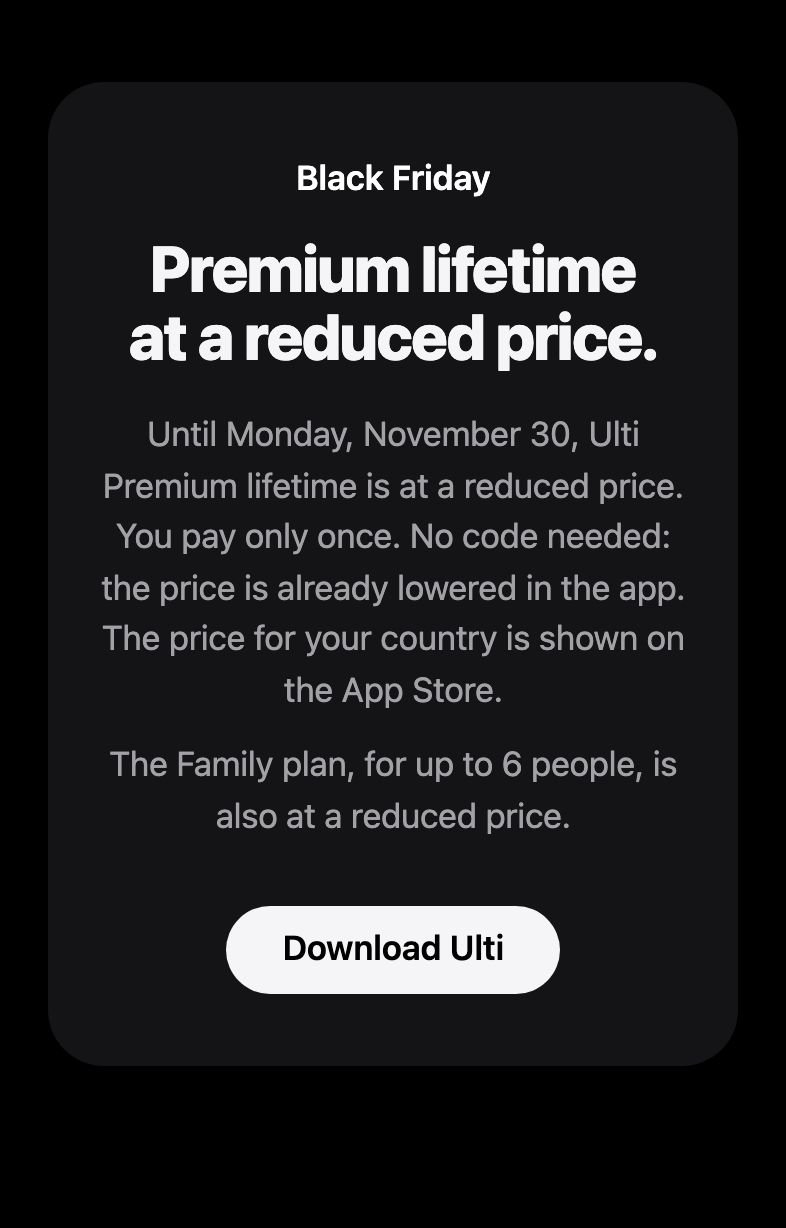 Black Friday
Premium lifetime
at a reduced price.
Until Monday, November 30, Ulti
Premium lifetime is at a reduced price.
You pay only once. No code needed:
the price is already lowered in the app.
The price for your country is shown on
the App Store.
The Family plan, for up to 6 people, is
also at a reduced price.
Download Ulti